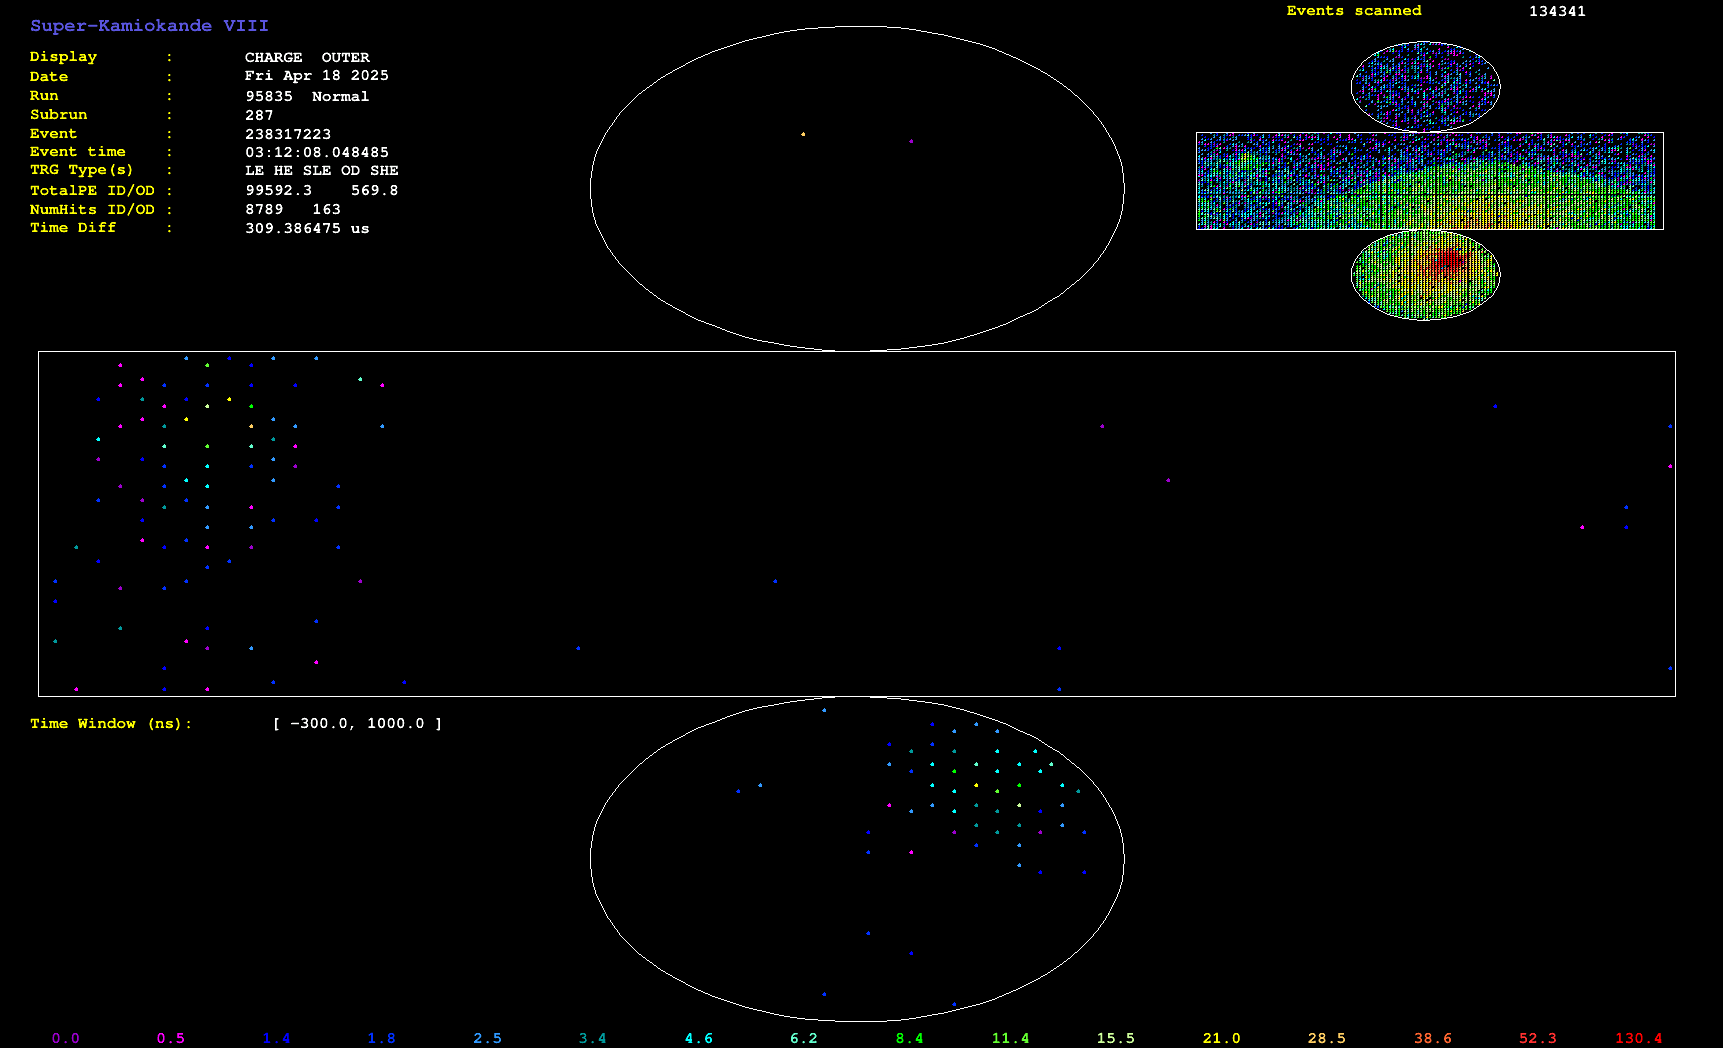 Super-Kamiokande VIII
Events scanned 134341
Display : CHARGE OUTER
Date : Fri Apr 18 2025
Run : 95835 Normal
Subrun : 287
Event : 238317223
Event time : 03:12:08.048485
TRG Type(s) : LE HE SLE OD SHE
TotalPE ID/OD : 99592.3 569.8
NumHits ID/OD : 8789 163
Time Diff : 309.386475 us
Time Window (ns): [ -300.0, 1000.0 ]
0.0 0.5 1.4 1.8 2.5 3.4 4.6 6.2 8.4 11.4 15.5 21.0 28.5 38.6 52.3 130.4